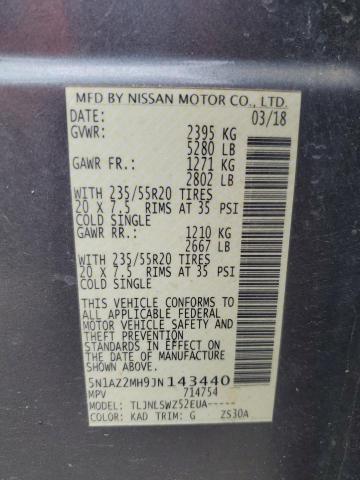 MFD BY NISSAN MOTOR CO., LTD.
DATE: 03/18
GVWR: 2395 KG
5280 LB
GAWR FR.: 1271 KG
2802 LB
WITH 235/55R20 TIRES
20 X 7.5 RIMS AT 35 PSI
COLD SINGLE
GAWR RR.: 1210 KG
2667 LB
WITH 235/55R20 TIRES
20 X 7.5 RIMS AT 35 PSI
COLD SINGLE
THIS VEHICLE CONFORMS TO
ALL APPLICABLE FEDERAL
MOTOR VEHICLE SAFETY AND
THEFT PREVENTION
STANDARDS IN EFFECT ON
THE DATE OF MANUFACTURE
SHOWN ABOVE.
5N1AZ2MH9JN143440
MPV 714754
MODEL: TLJNLSWZ52EUA-----
COLOR: KAD TRIM: G ZS30A